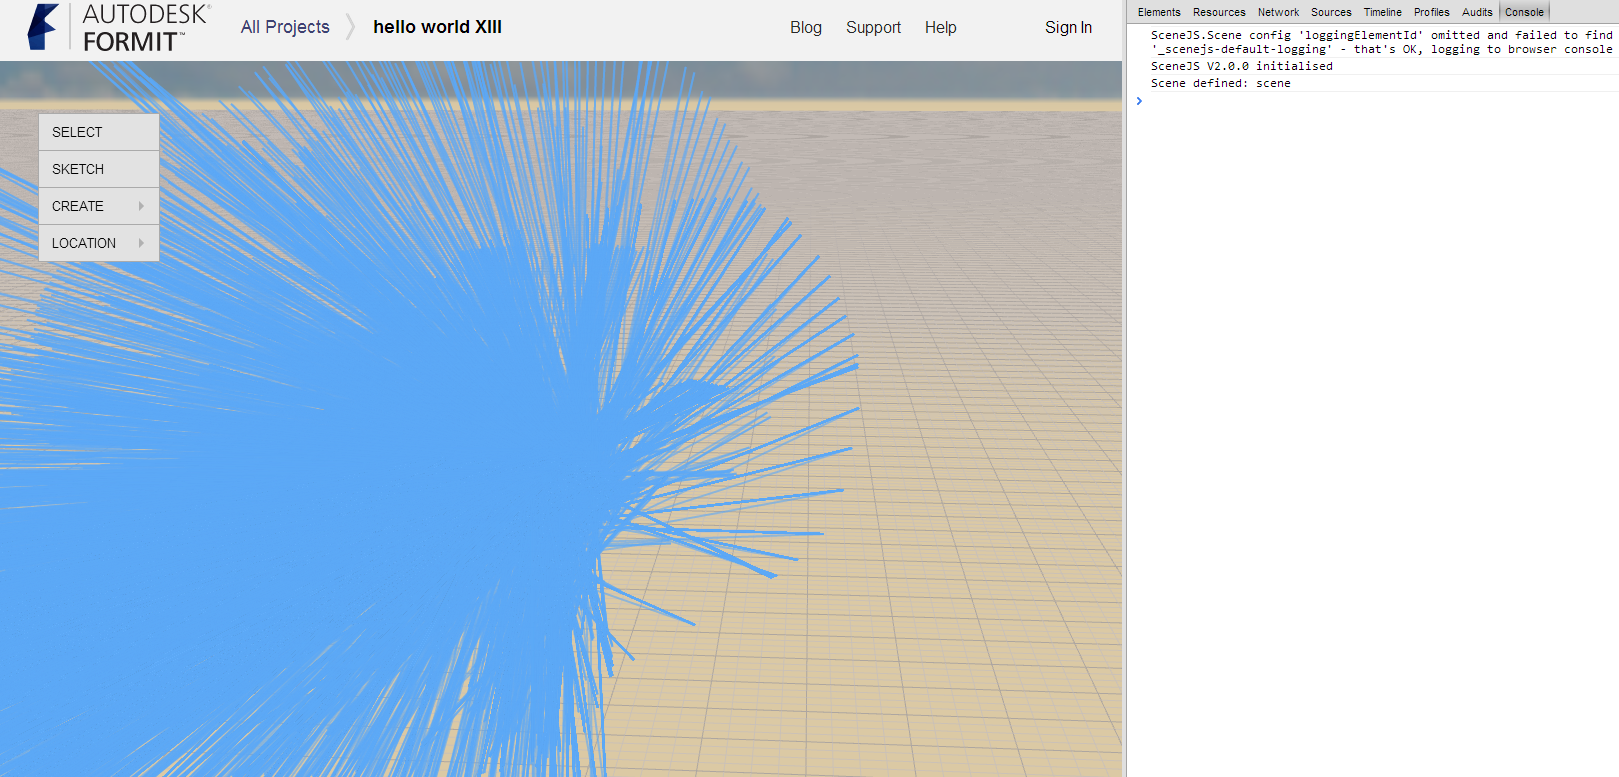 AUTODESK®
FORMIT™
All Projects
hello world XIII
Blog
Support
Help
Sign In
SELECT
SKETCH
CREATE
LOCATION
Elements Resources Network Sources Timeline Profiles Audits Console
SceneJS.Scene config 'loggingElementId' omitted and failed to find
'_scenejs-default-logging' - that's OK, logging to browser console
SceneJS V2.0.0 initialised
Scene defined: scene